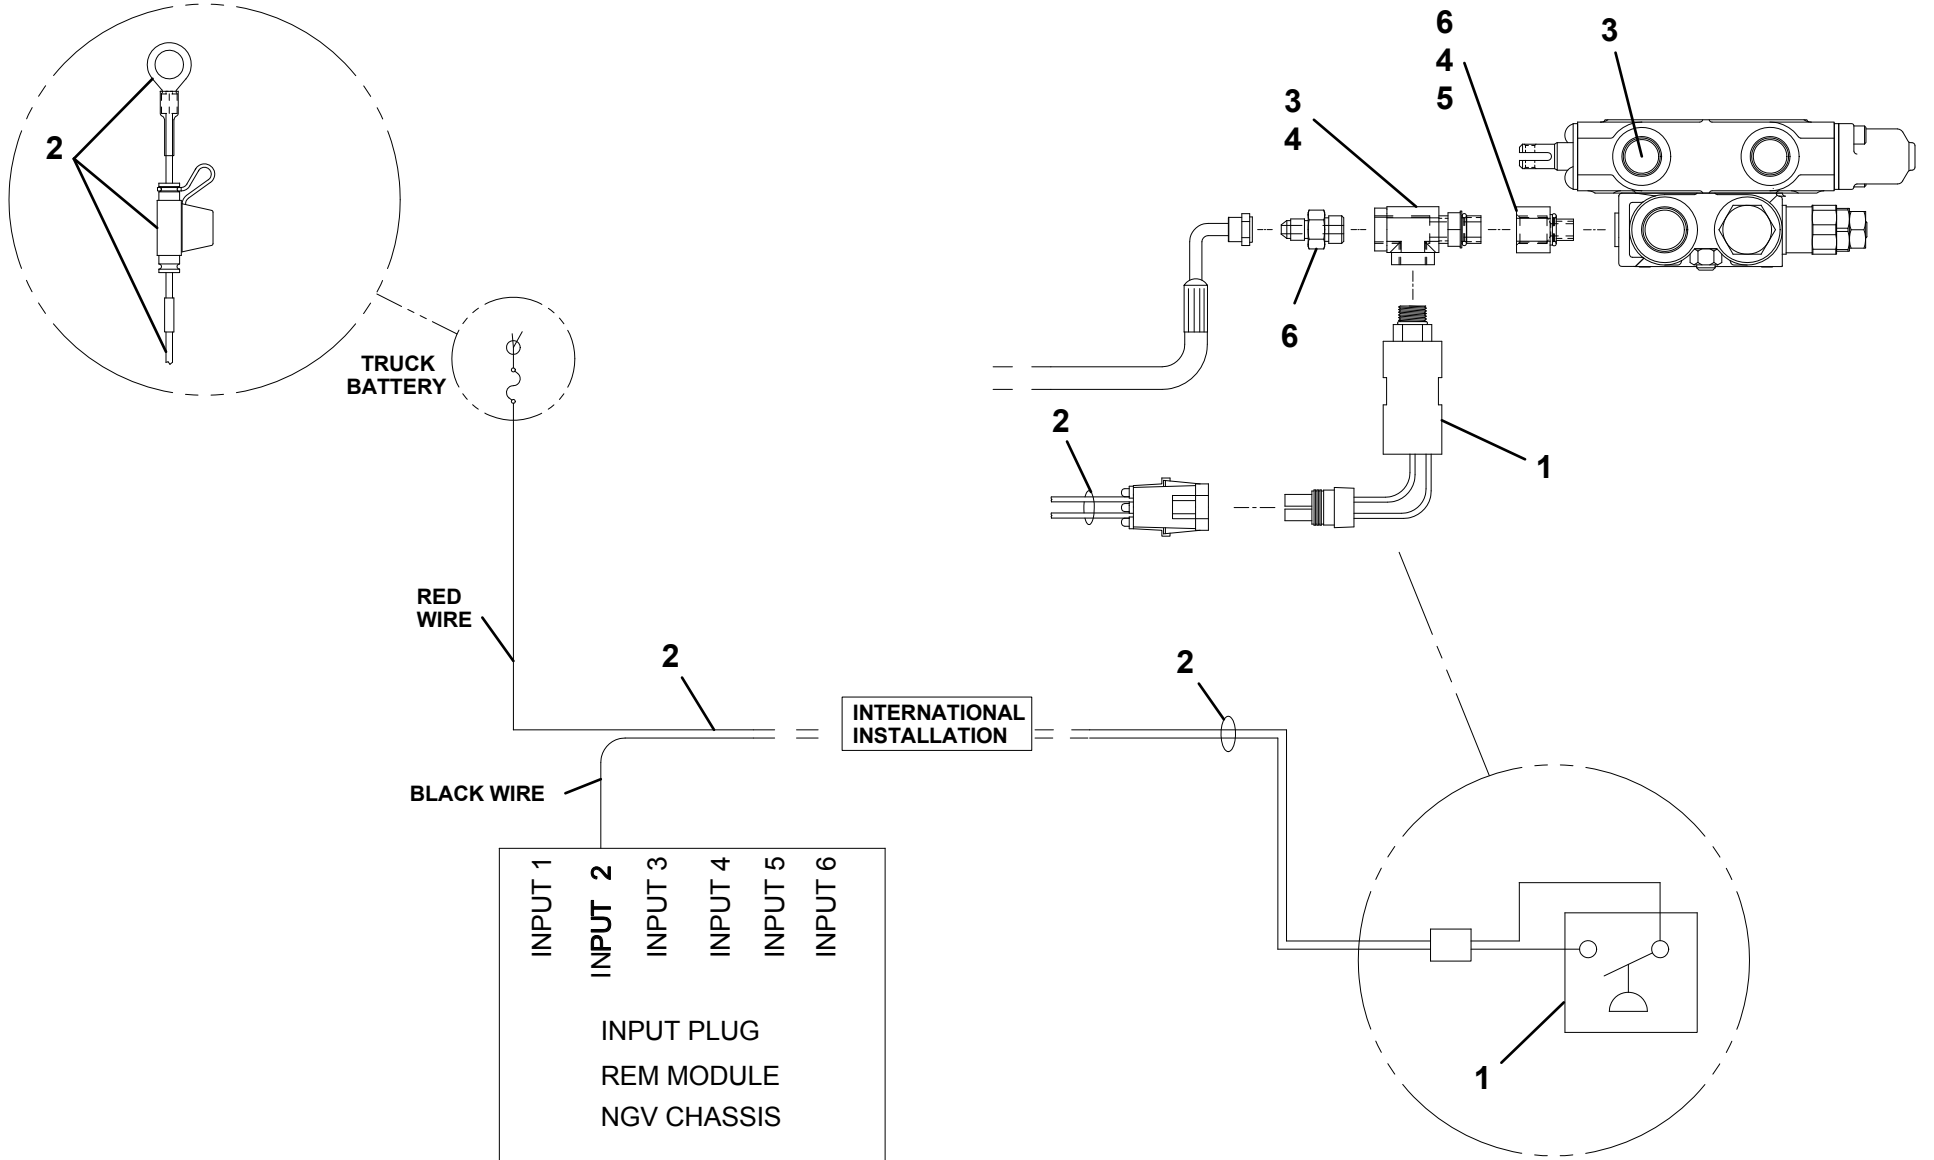 6
4
5
3
3
4
2
6
TRUCK
BATTERY
2
1
RED
WIRE
2
2
INTERNATIONAL
INSTALLATION
BLACK WIRE
INPUT 1
INPUT 2
INPUT 3
INPUT 4
INPUT 5
INPUT 6
INPUT PLUG
REM MODULE
NGV CHASSIS
1